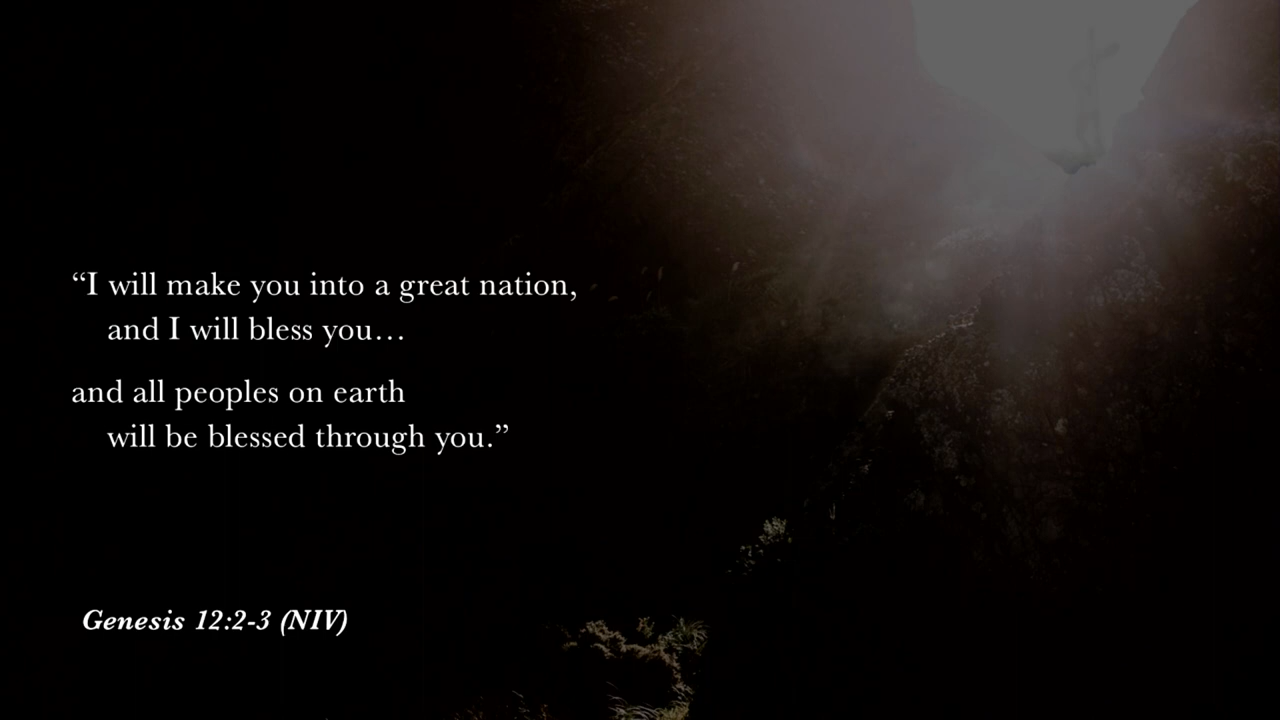 “I will make you into a great nation,
and I will bless you…
and all peoples on earth
will be blessed through you.”
Genesis 12:2-3 (NIV)